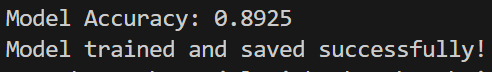 Model Accuracy: 0.8925
Model trained and saved successfully!